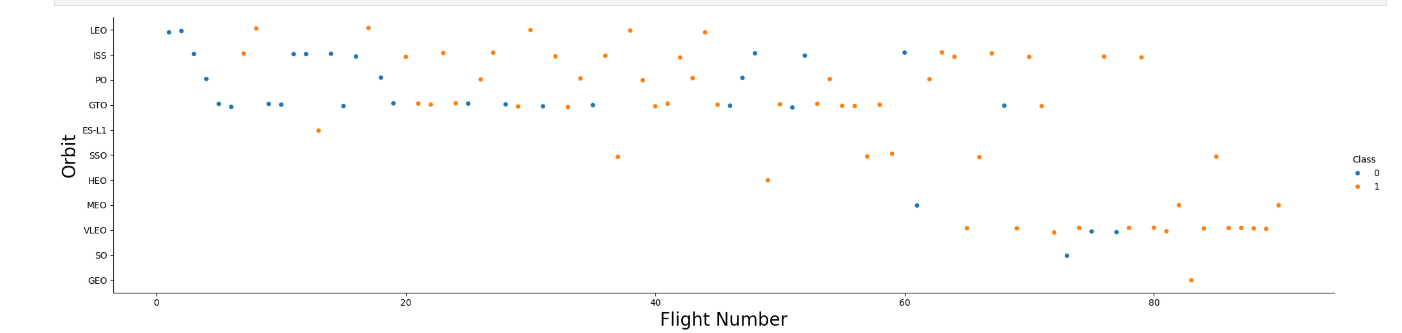 LEO
ISS
PO
GTO
ES-L1
SSO
HEO
MEO
VLEO
SO
GEO
Orbit
0
20
40
60
80
Flight Number
Class
0
1